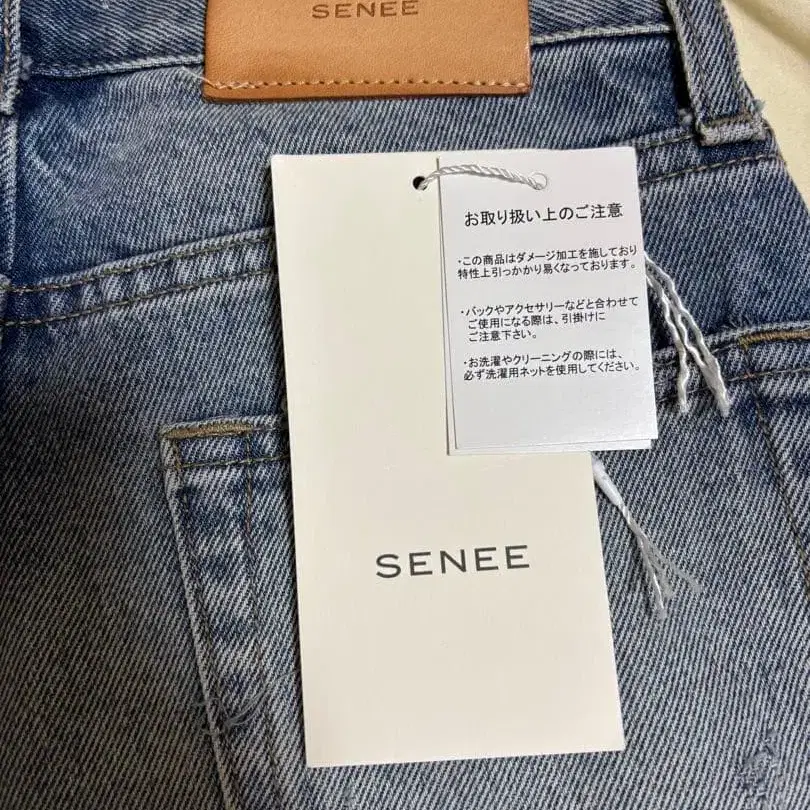 SENEE
お取り扱い上のご注意
・この商品はダメージ加工を施しており
特性上引っかかり易くなっております。
・バックやアクセサリーなどと合わせて
ご使用になる際は、引掛けに
ご注意下さい。
・お洗濯やクリーニングの際には、
必ず洗濯用ネットを使用してください。
SENEE